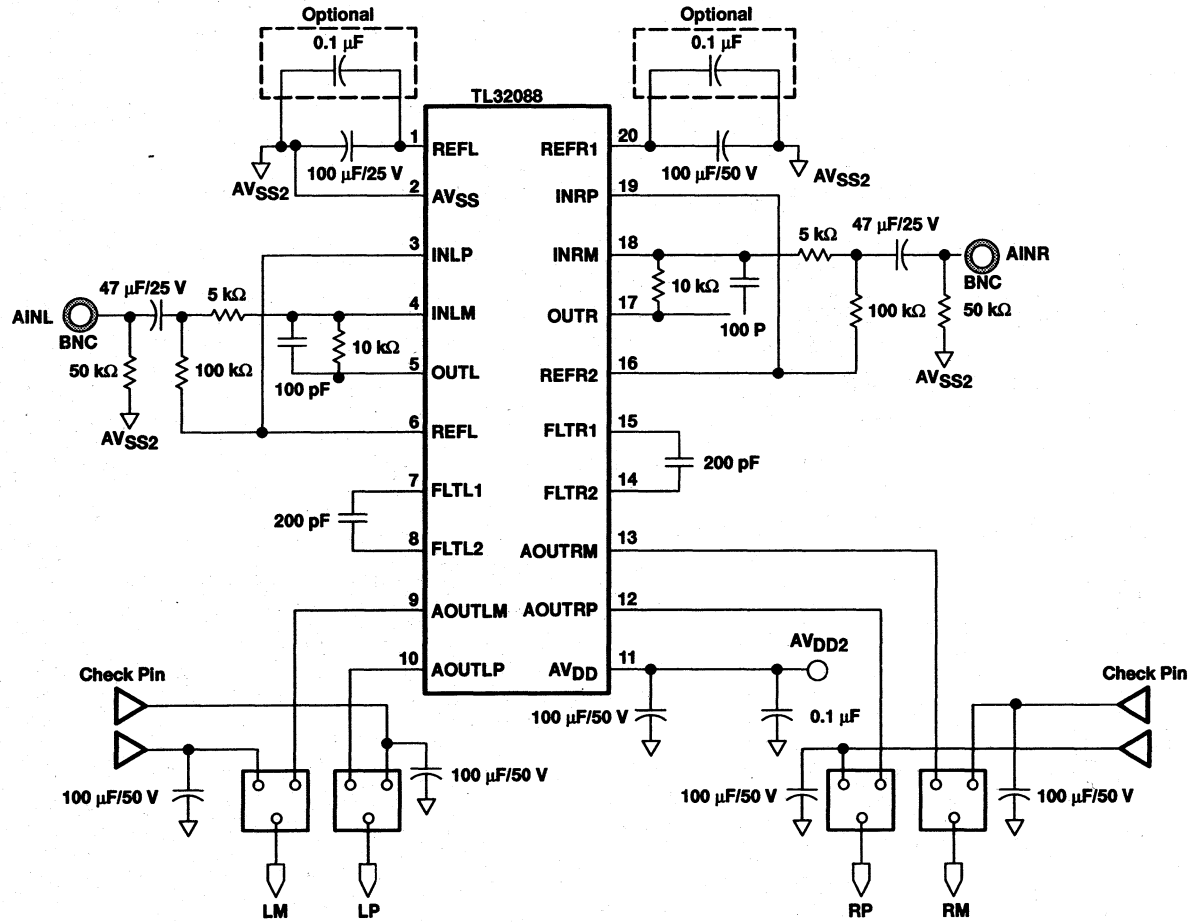 Optional
0.1 μF
Optional
0.1 μF
TL32088
1
REFL
REFR1
20
100 μF/25 V
100 μF/50 V
AVSS2
AVSS2
2
AVSS
INRP
19
3
INLP
INRM
18
5 kΩ
47 μF/25 V
AINR
BNC
10 kΩ
100 P
100 kΩ
50 kΩ
AVSS2
47 μF/25 V
5 kΩ
AINL
BNC
4
INLM
OUTR
17
50 kΩ
100 kΩ
100 pF
10 kΩ
AVSS2
5
OUTL
REFR2
16
6
REFL
FLTR1
15
200 pF
7
FLTL1
FLTR2
14
200 pF
8
FLTL2
AOUTRM
13
9
AOUTLM
AOUTRP
12
10
AOUTLP
AVDD
11
AVDD2
100 μF/50 V
0.1 μF
Check Pin
Check Pin
100 μF/50 V
100 μF/50 V
100 μF/50 V
100 μF/50 V
LM
LP
RP
RM